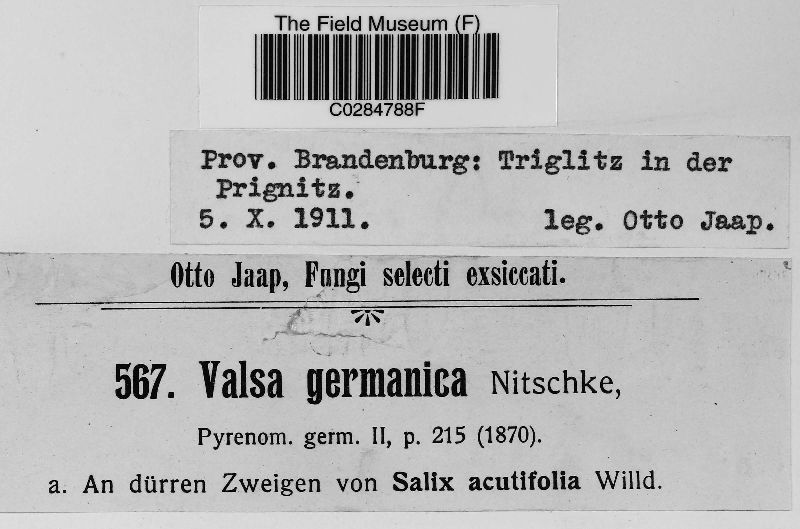 The Field Museum (F)
C0284788F
Prov. Brandenburg: Triglitz in der
Prignitz.
5. X. 1911. leg. Otto Jaap.
Otto Jaap, Fungi selecti exsiccati.
567. Valsa germanica Nitschke,
Pyrenom. germ. II, p. 215 (1870).
a. An dürren Zweigen von Salix acutifolia Willd.